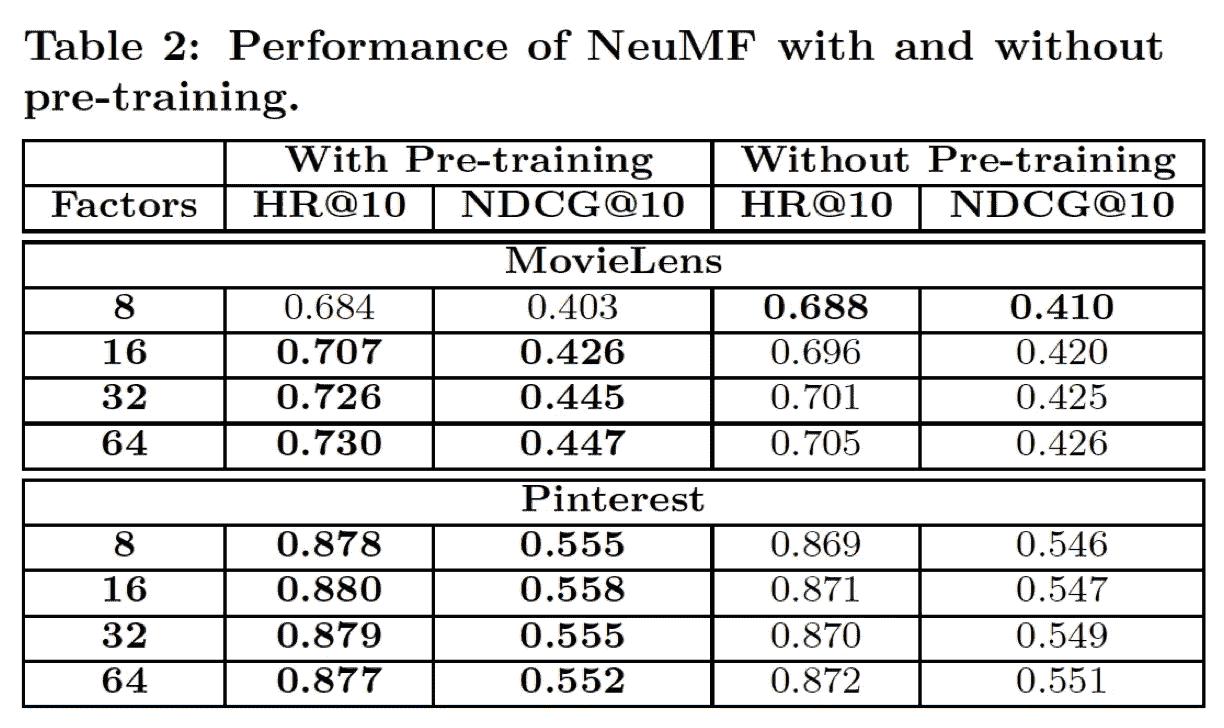 Table 2: Performance of NeuMF with and without
pre-training.
With Pre-training Without Pre-training
Factors HR@10 NDCG@10 HR@10 NDCG@10
MovieLens
8 0.684 0.403 0.688 0.410
16 0.707 0.426 0.696 0.420
32 0.726 0.445 0.701 0.425
64 0.730 0.447 0.705 0.426
Pinterest
8 0.878 0.555 0.869 0.546
16 0.880 0.558 0.871 0.547
32 0.879 0.555 0.870 0.549
64 0.877 0.552 0.872 0.551